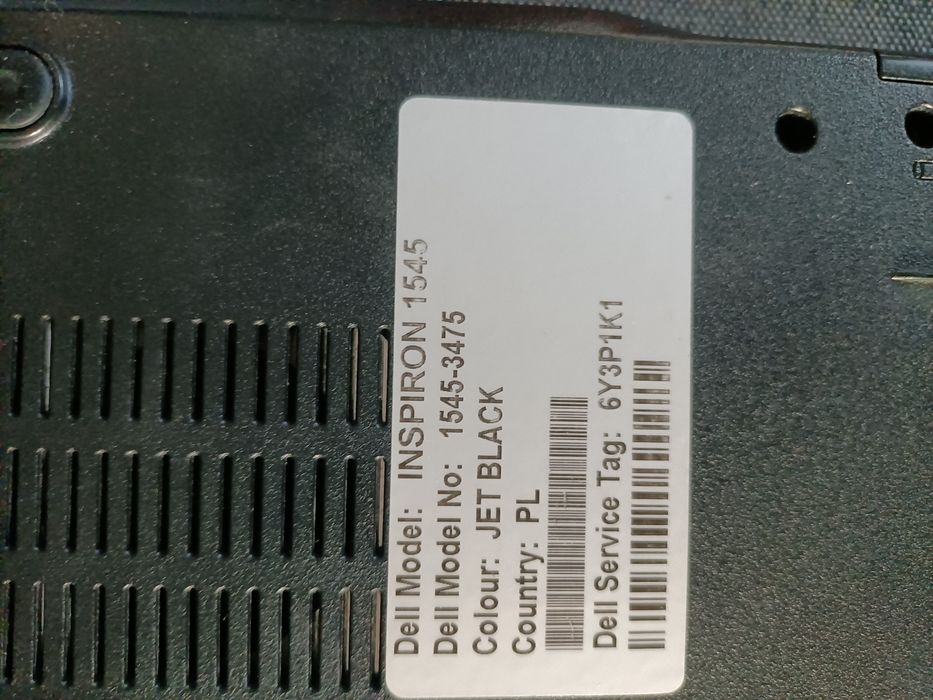 Dell Model: INSPIRON 1545
Dell Model No: 1545-3475
Colour: JET BLACK
Country: PL
Dell Service Tag: 6Y3P1K1